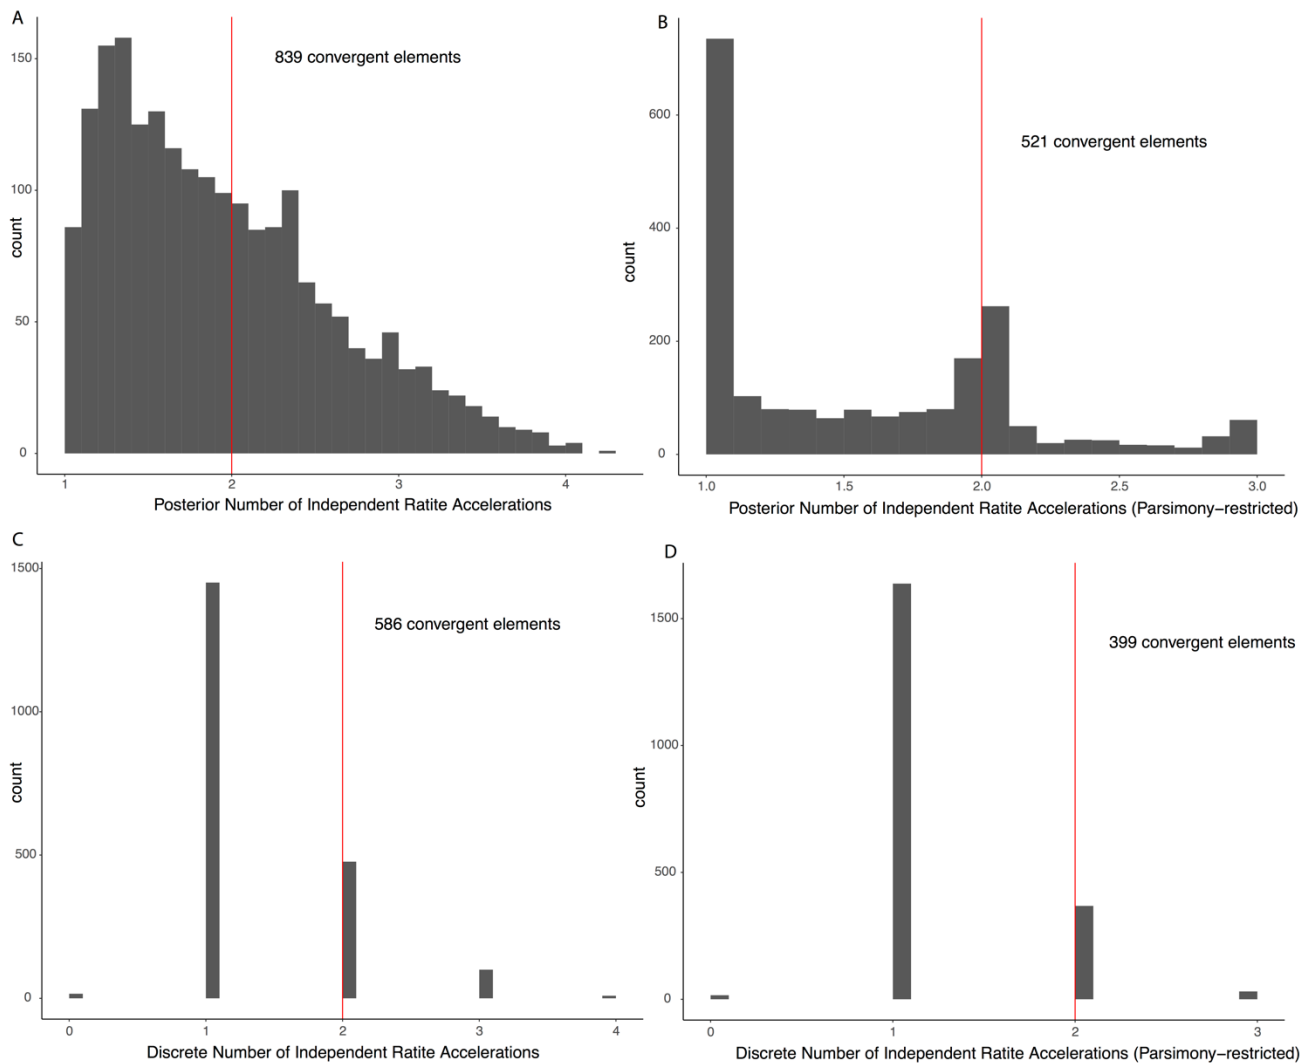 A
839 convergent elements
150
100
50
0
count
1
2
3
4
Posterior Number of Independent Ratite Accelerations
B
521 convergent elements
600
400
200
0
count
1.0
1.5
2.0
2.5
3.0
Posterior Number of Independent Ratite Accelerations (Parsimony−restricted)
C
586 convergent elements
1500
1000
500
0
count
0
1
2
3
4
Discrete Number of Independent Ratite Accelerations
D
399 convergent elements
1500
1000
500
0
count
0
1
2
3
Discrete Number of Independent Ratite Accelerations (Parsimony−restricted)